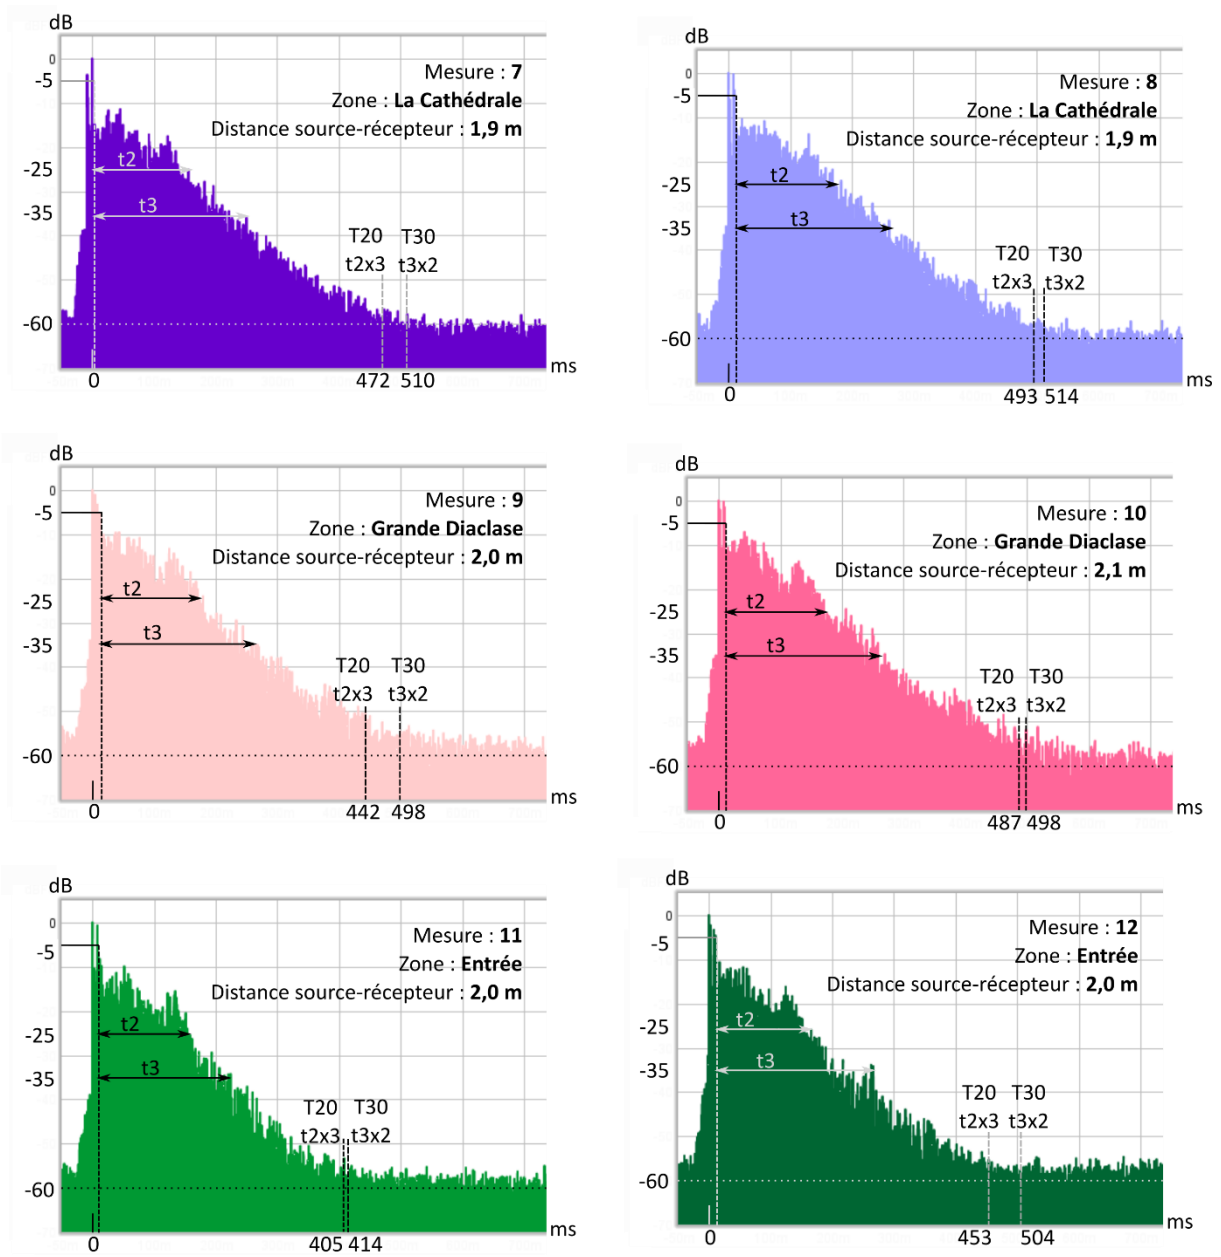 dB
0
-5
-25
-35
-60
Mesure : 7
Zone : La Cathédrale
Distance source-récepteur : 1,9 m
t2
t3
T20 T30
t2x3 t3x2
ms
0 472 510
dB
0
-5
-25
-35
-60
Mesure : 8
Zone : La Cathédrale
Distance source-récepteur : 1,9 m
t2
t3
T20 T30
t2x3 t3x2
ms
0 493 514
dB
0
-5
-25
-35
-60
Mesure : 9
Zone : Grande Diaclase
Distance source-récepteur : 2,0 m
t2
t3
T20 T30
t2x3 t3x2
ms
0 442 498
dB
0
-5
-25
-35
-60
Mesure : 10
Zone : Grande Diaclase
Distance source-récepteur : 2,1 m
t2
t3
T20 T30
t2x3 t3x2
ms
0 487 498
dB
0
-5
-25
-35
-60
Mesure : 11
Zone : Entrée
Distance source-récepteur : 2,0 m
t2
t3
T20 T30
t2x3 t3x2
ms
0 405 414
dB
0
-5
-25
-35
-60
Mesure : 12
Zone : Entrée
Distance source-récepteur : 2,0 m
t2
t3
T20 T30
t2x3 t3x2
ms
0 453 504